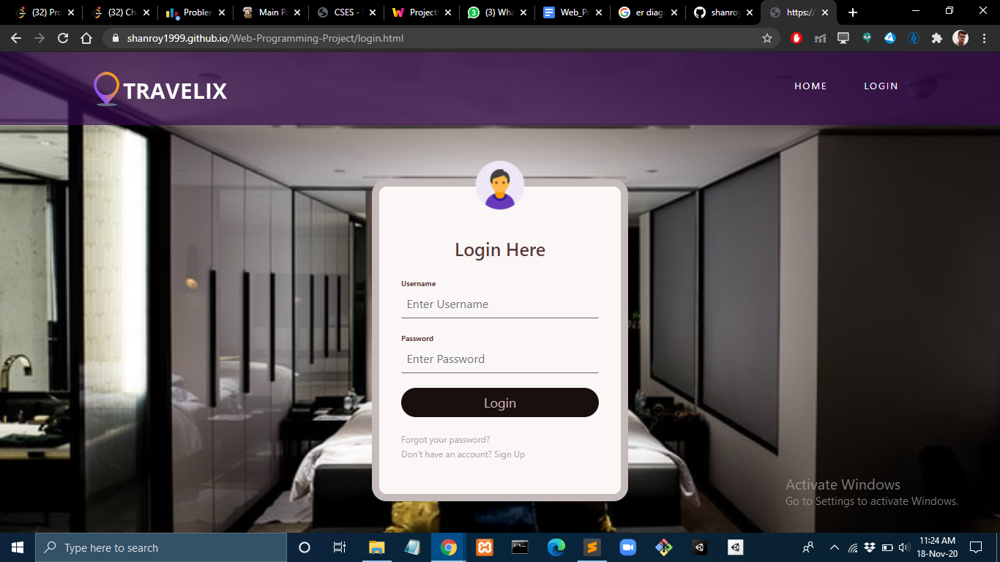 (32) Pro
(32) Ch
Problem
Main Pa
CSES -
Project
(3) Wha
Web_Pr
er diag
shanroy
https://
shanroy1999.github.io/Web-Programming-Project/login.html
TRAVELIX
HOME
LOGIN
Login Here
Username
Enter Username
Password
Enter Password
Login
Forgot your password?
Don't have an account? Sign Up
Activate Windows
Go to Settings to activate Windows.
Type here to search
11:24 AM
18-Nov-20